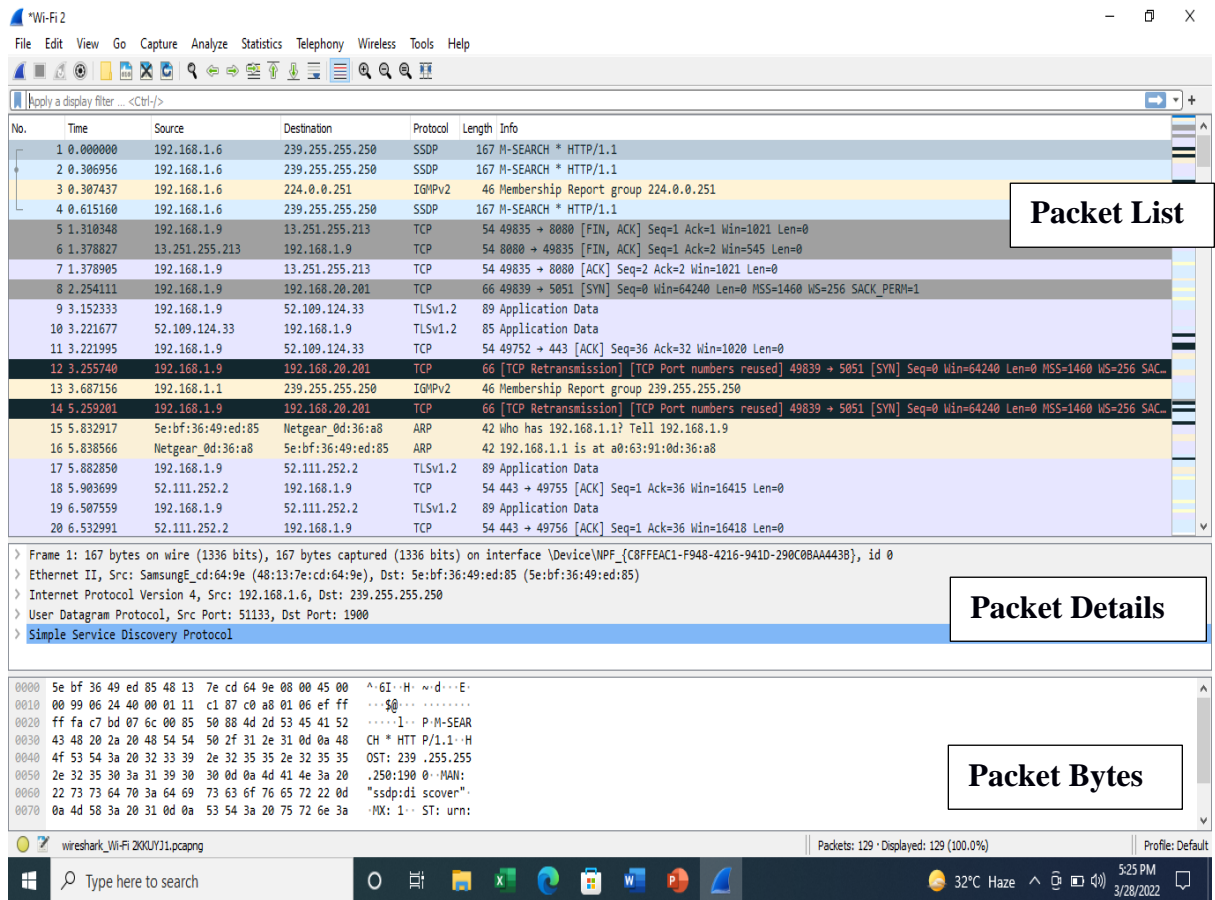 *Wi-Fi 2
File Edit View Go Capture Analyze Statistics Telephony Wireless Tools Help
Apply a display filter ... <Ctrl-/>
No. Time Source Destination Protocol Length Info
1 0.000000 192.168.1.6 239.255.255.250 SSDP 167 M-SEARCH * HTTP/1.1
2 0.306956 192.168.1.6 239.255.255.250 SSDP 167 M-SEARCH * HTTP/1.1
3 0.307437 192.168.1.6 224.0.0.251 IGMPv2 46 Membership Report group 224.0.0.251
4 0.615160 192.168.1.6 239.255.255.250 SSDP 167 M-SEARCH * HTTP/1.1
Packet List
5 1.310348 192.168.1.9 13.251.255.213 TCP 54 49835 → 8080 [FIN, ACK] Seq=1 Ack=1 Win=1021 Len=0
6 1.378827 13.251.255.213 192.168.1.9 TCP 54 8080 → 49835 [FIN, ACK] Seq=1 Ack=2 Win=545 Len=0
7 1.378905 192.168.1.9 13.251.255.213 TCP 54 49835 → 8080 [ACK] Seq=2 Ack=2 Win=1021 Len=0
8 2.254111 192.168.1.9 192.168.20.201 TCP 66 49839 → 5051 [SYN] Seq=0 Win=64240 Len=0 MSS=1460 WS=256 SACK_PERM=1
9 3.152333 192.168.1.9 52.109.124.33 TLSv1.2 89 Application Data
10 3.221677 52.109.124.33 192.168.1.9 TLSv1.2 85 Application Data
11 3.221995 192.168.1.9 52.109.124.33 TCP 54 49752 → 443 [ACK] Seq=36 Ack=32 Win=1020 Len=0
12 3.255740 192.168.1.9 192.168.20.201 TCP 66 [TCP Retransmission] [TCP Port numbers reused] 49839 → 5051 [SYN] Seq=0 Win=64240 Len=0 MSS=1460 WS=256 SAC…
13 3.687156 192.168.1.1 239.255.255.250 IGMPv2 46 Membership Report group 239.255.255.250
14 5.259201 192.168.1.9 192.168.20.201 TCP 66 [TCP Retransmission] [TCP Port numbers reused] 49839 → 5051 [SYN] Seq=0 Win=64240 Len=0 MSS=1460 WS=256 SAC…
15 5.832917 5e:bf:36:49:ed:85 Netgear_0d:36:a8 ARP 42 Who has 192.168.1.1? Tell 192.168.1.9
16 5.838566 Netgear_0d:36:a8 5e:bf:36:49:ed:85 ARP 42 192.168.1.1 is at a0:63:91:0d:36:a8
17 5.882850 192.168.1.9 52.111.252.2 TLSv1.2 89 Application Data
18 5.903699 52.111.252.2 192.168.1.9 TCP 54 443 → 49755 [ACK] Seq=1 Ack=36 Win=16415 Len=0
19 6.507559 192.168.1.9 52.111.252.2 TLSv1.2 89 Application Data
20 6.532991 52.111.252.2 192.168.1.9 TCP 54 443 → 49756 [ACK] Seq=1 Ack=36 Win=16418 Len=0
> Frame 1: 167 bytes on wire (1336 bits), 167 bytes captured (1336 bits) on interface \Device\NPF_{C8FFEAC1-F948-4216-941D-290C0BAA443B}, id 0
> Ethernet II, Src: SamsungE_cd:64:9e (48:13:7e:cd:64:9e), Dst: 5e:bf:36:49:ed:85 (5e:bf:36:49:ed:85)
> Internet Protocol Version 4, Src: 192.168.1.6, Dst: 239.255.255.250
> User Datagram Protocol, Src Port: 51133, Dst Port: 1900
> Simple Service Discovery Protocol
Packet Details
0000 5e bf 36 49 ed 85 48 13 7e cd 64 9e 08 00 45 00 ^·6I··H· ~·d···E·
0010 00 99 06 24 40 00 01 11 c1 87 c0 a8 01 06 ef ff ···$@··· ········
0020 ff fa c7 bd 07 6c 00 85 50 88 4d 2d 53 45 41 52 ·····l·· P·M-SEAR
0030 43 48 20 2a 20 48 54 54 50 2f 31 2e 31 0d 0a 48 CH * HTT P/1.1··H
0040 4f 53 54 3a 20 32 33 39 2e 32 35 35 2e 32 35 35 OST: 239 .255.255
0050 2e 32 35 30 3a 31 39 30 30 0d 0a 4d 41 4e 3a 20 .250:190 0··MAN:
0060 22 73 73 64 70 3a 64 69 73 63 6f 76 65 72 22 0d "ssdp:di scover"·
0070 0a 4d 58 3a 20 31 0d 0a 53 54 3a 20 75 72 6e 3a ·MX: 1·· ST: urn:
Packet Bytes
wireshark_Wi-Fi 2KKUYJ1.pcapng Packets: 129 · Displayed: 129 (100.0%) Profile: Default
Type here to search 32°C Haze 5:25 PM
3/28/2022